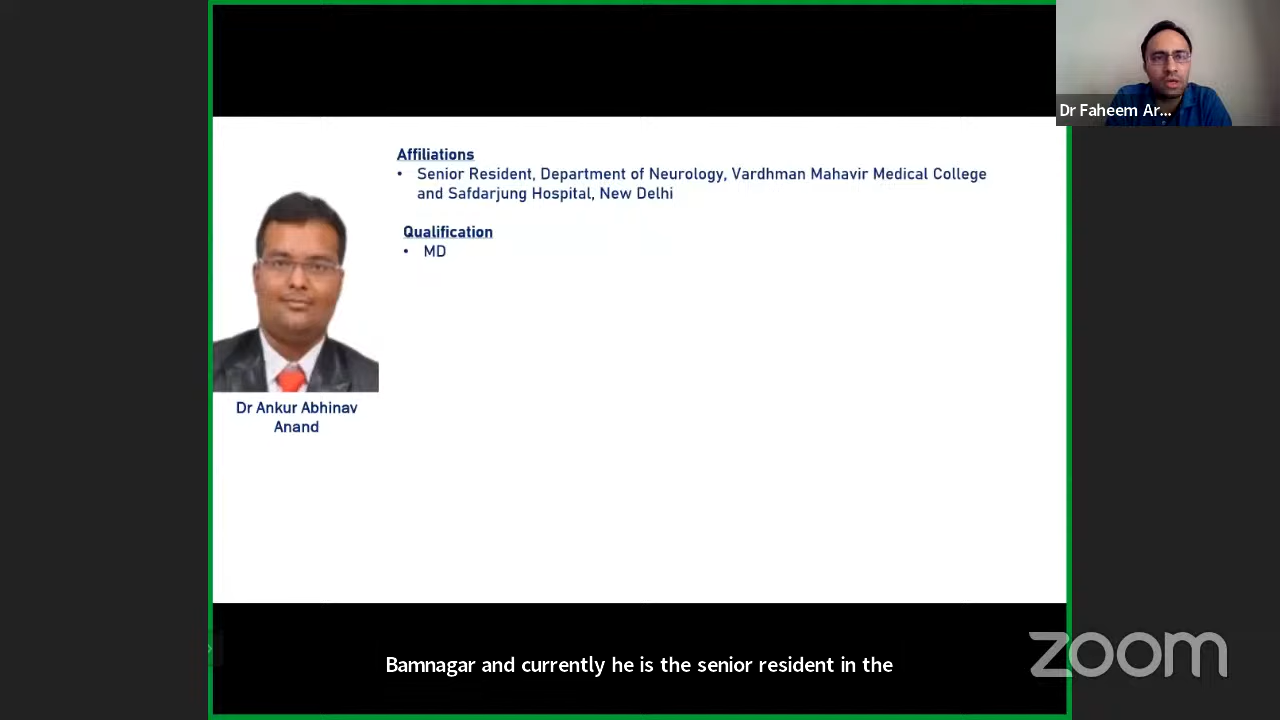 Dr Faheem Ar...
Affiliations
• Senior Resident, Department of Neurology, Vardhman Mahavir Medical College
and Safdarjung Hospital, New Delhi
Qualification
• MD
Dr Ankur Abhinav
Anand
Bamnagar and currently he is the senior resident in the
zoom